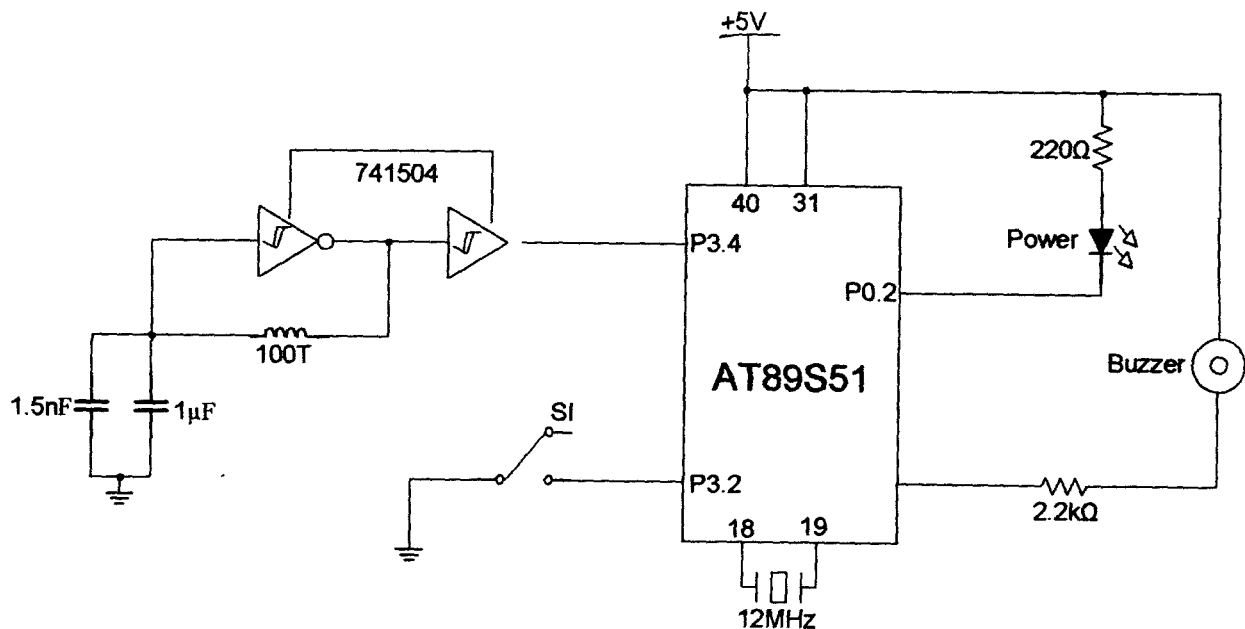 +5V
741504
220Ω
40
31
Power
P3.4
P0.2
100T
AT89S51
Buzzer
1.5nF
1μF
SI
P3.2
2.2kΩ
18
19
12MHz